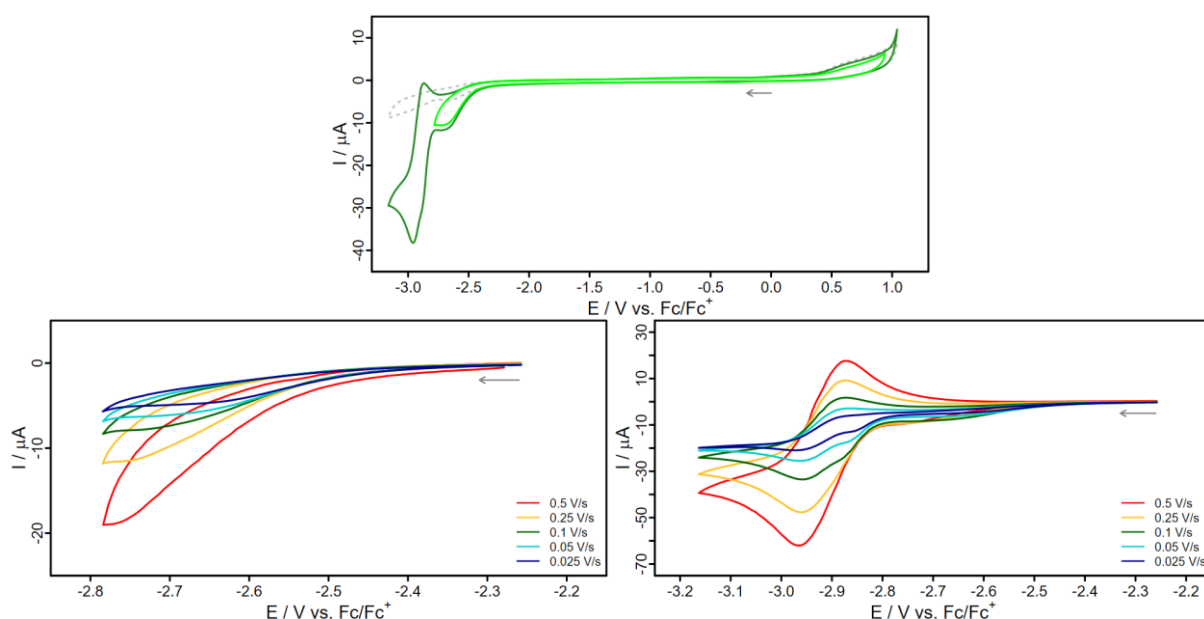 10
0
-10
-20
-30
-40
I / µA
-3.0 -2.5 -2.0 -1.5 -1.0 -0.5 0.0 0.5 1.0
E / V vs. Fc/Fc⁺
0
-10
-20
I / µA
0.5 V/s
0.25 V/s
0.1 V/s
0.05 V/s
0.025 V/s
-2.8 -2.7 -2.6 -2.5 -2.4 -2.3 -2.2
E / V vs. Fc/Fc⁺
30
10
-10
-30
-50
-70
I / µA
0.5 V/s
0.25 V/s
0.1 V/s
0.05 V/s
0.025 V/s
-3.2 -3.1 -3.0 -2.9 -2.8 -2.7 -2.6 -2.5 -2.4 -2.3 -2.2
E / V vs. Fc/Fc⁺